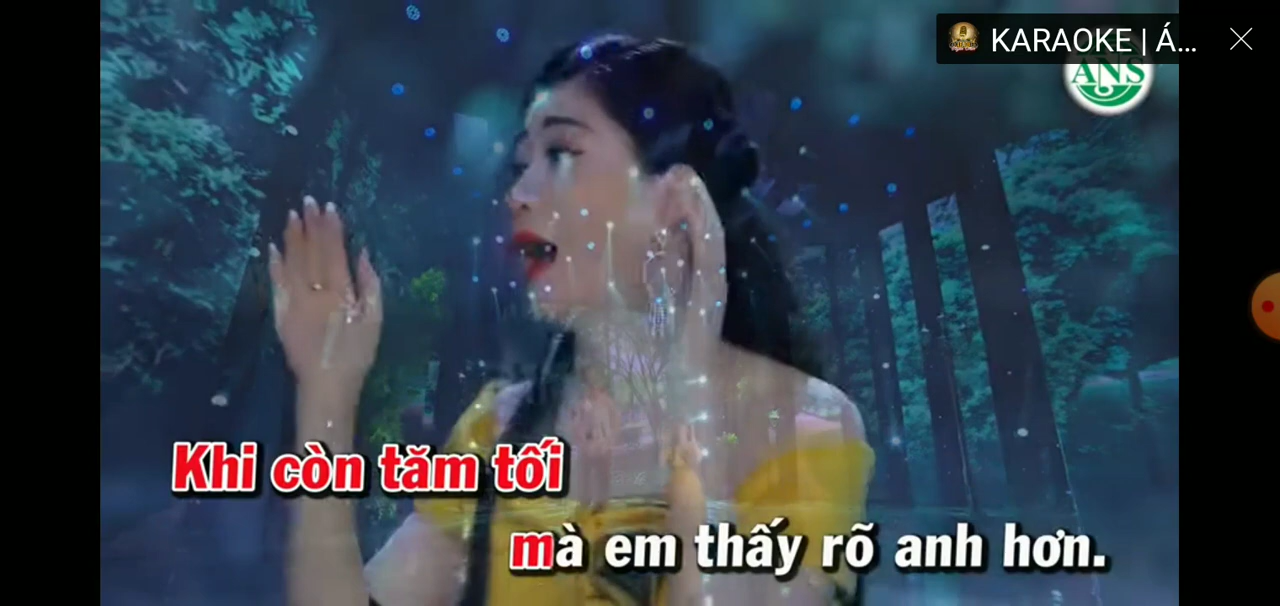 KARAOKE | Á...
ANS
Khi còn tăm tối
mà em thấy rõ anh hơn.